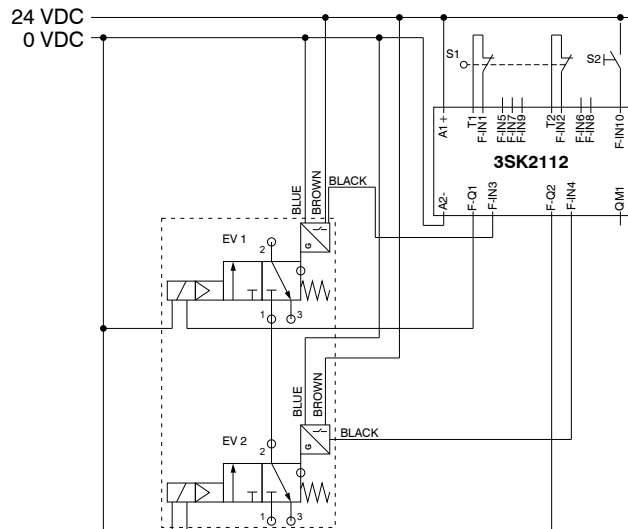 24 VDC
0 VDC
S1
S2
A1+
T1
F-IN1
F-IN5
F-IN7
F-IN9
T2
F-IN2
F-IN6
F-IN8
F-IN10
3SK2112
A2-
F-Q1
F-IN3
F-Q2
F-IN4
QM1
BLUE
BROWN
BLACK
EV 1
2
G
1
3
BLUE
BROWN
BLACK
EV 2
2
G
1
3